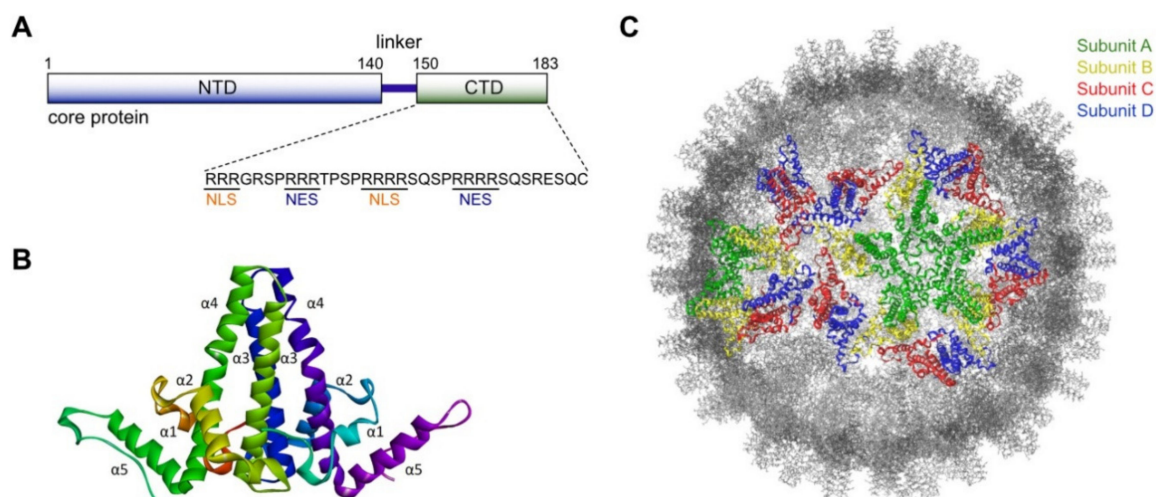 A
linker
1 140 150 183
NTD CTD
core protein
RRRGRSPRRRTPSPRRRRSQSPRRRRSQSRESQC
NLS NES NLS NES
B
α4 α4
α3 α3
α2 α2
α1 α1
α5 α5
C
Subunit A
Subunit B
Subunit C
Subunit D